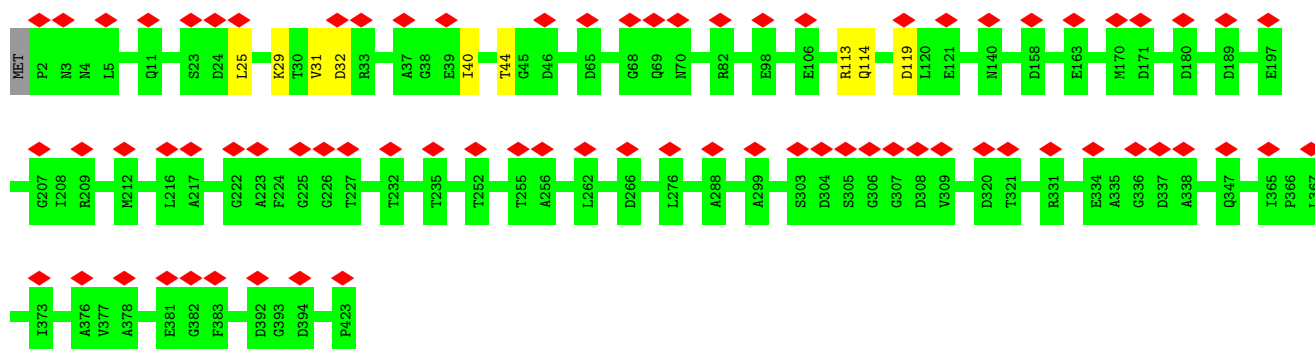 MET P2 N3 N4 L5 Q11 S23 D24 L25 K29 T30 V31 D32 R33 A37 G38 E39 I40 T44 G45 D46 D65 G68 Q69 N70 R82 E98 E106 R113 Q114 D119 L120 E121 N140 D158 E163 M170 D171 D180 D189 E197
G207 I208 R209 M212 L216 A217 G222 A223 F224 G225 G226 T227 T232 T235 T252 T255 A256 L262 D266 L276 A288 A299 S303 D304 S305 G306 G307 D308 V309 D320 T321 R331 E334 A335 G336 D337 A338 Q347 I365 P366 L367
I373 A376 V377 A378 E381 G382 F383 D392 G393 D394 P423